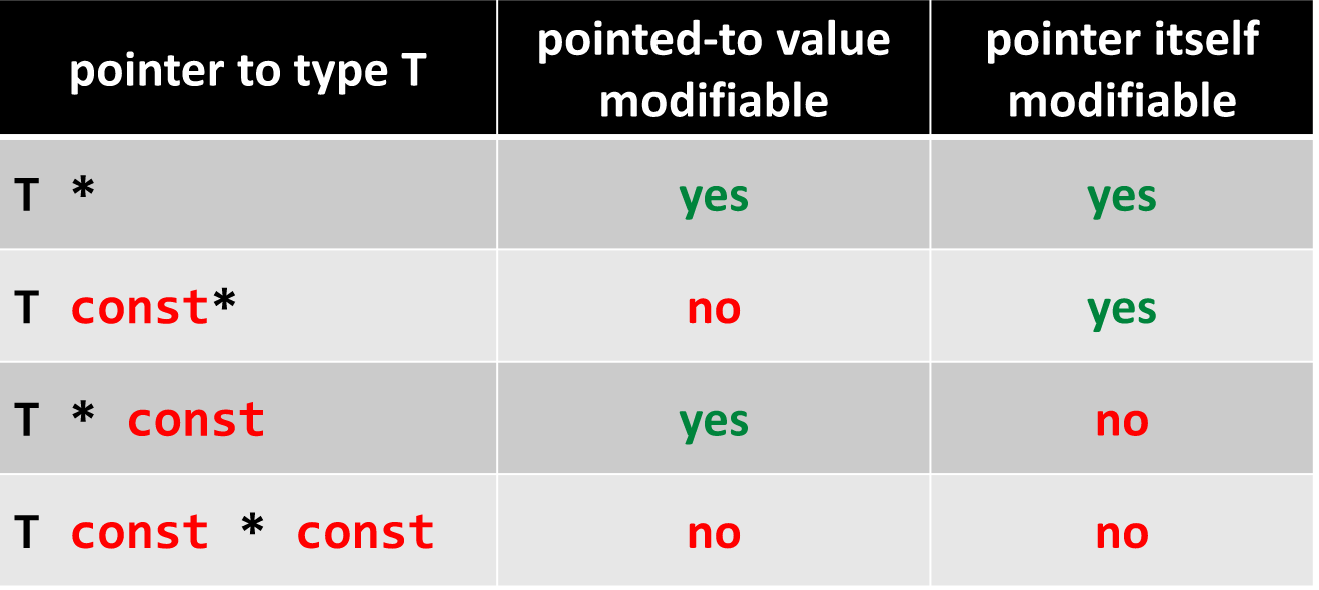 pointer to type T
pointed-to value
modifiable
pointer itself
modifiable
T *
yes
yes
T const*
no
yes
T * const
yes
no
T const * const
no
no